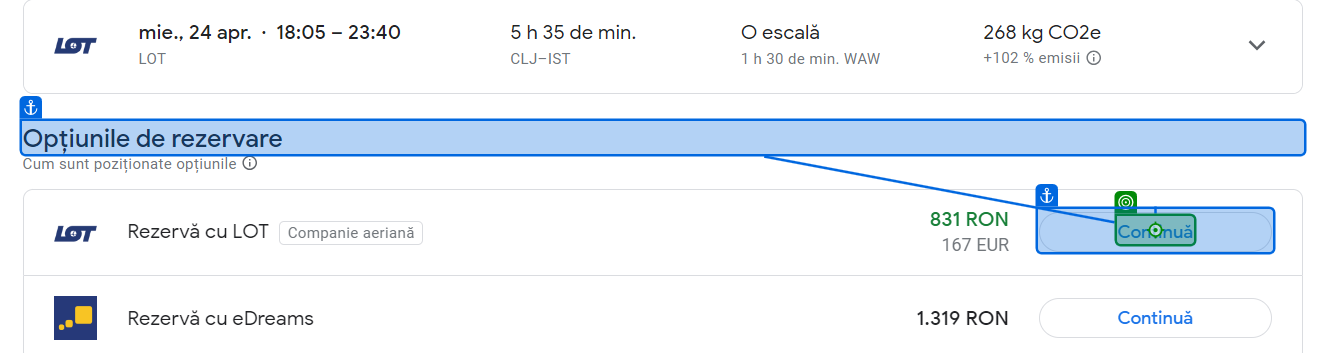 LOT
mie., 24 apr. · 18:05 – 23:40
LOT
5 h 35 de min.
CLJ–IST
O escală
1 h 30 de min. WAW
268 kg CO2e
+102 % emisii
Opțiunile de rezervare
Cum sunt poziționate opțiunile
LOT
Rezervă cu LOT
Companie aeriană
831 RON
167 EUR
Continuă
Rezervă cu eDreams
1.319 RON
Continuă